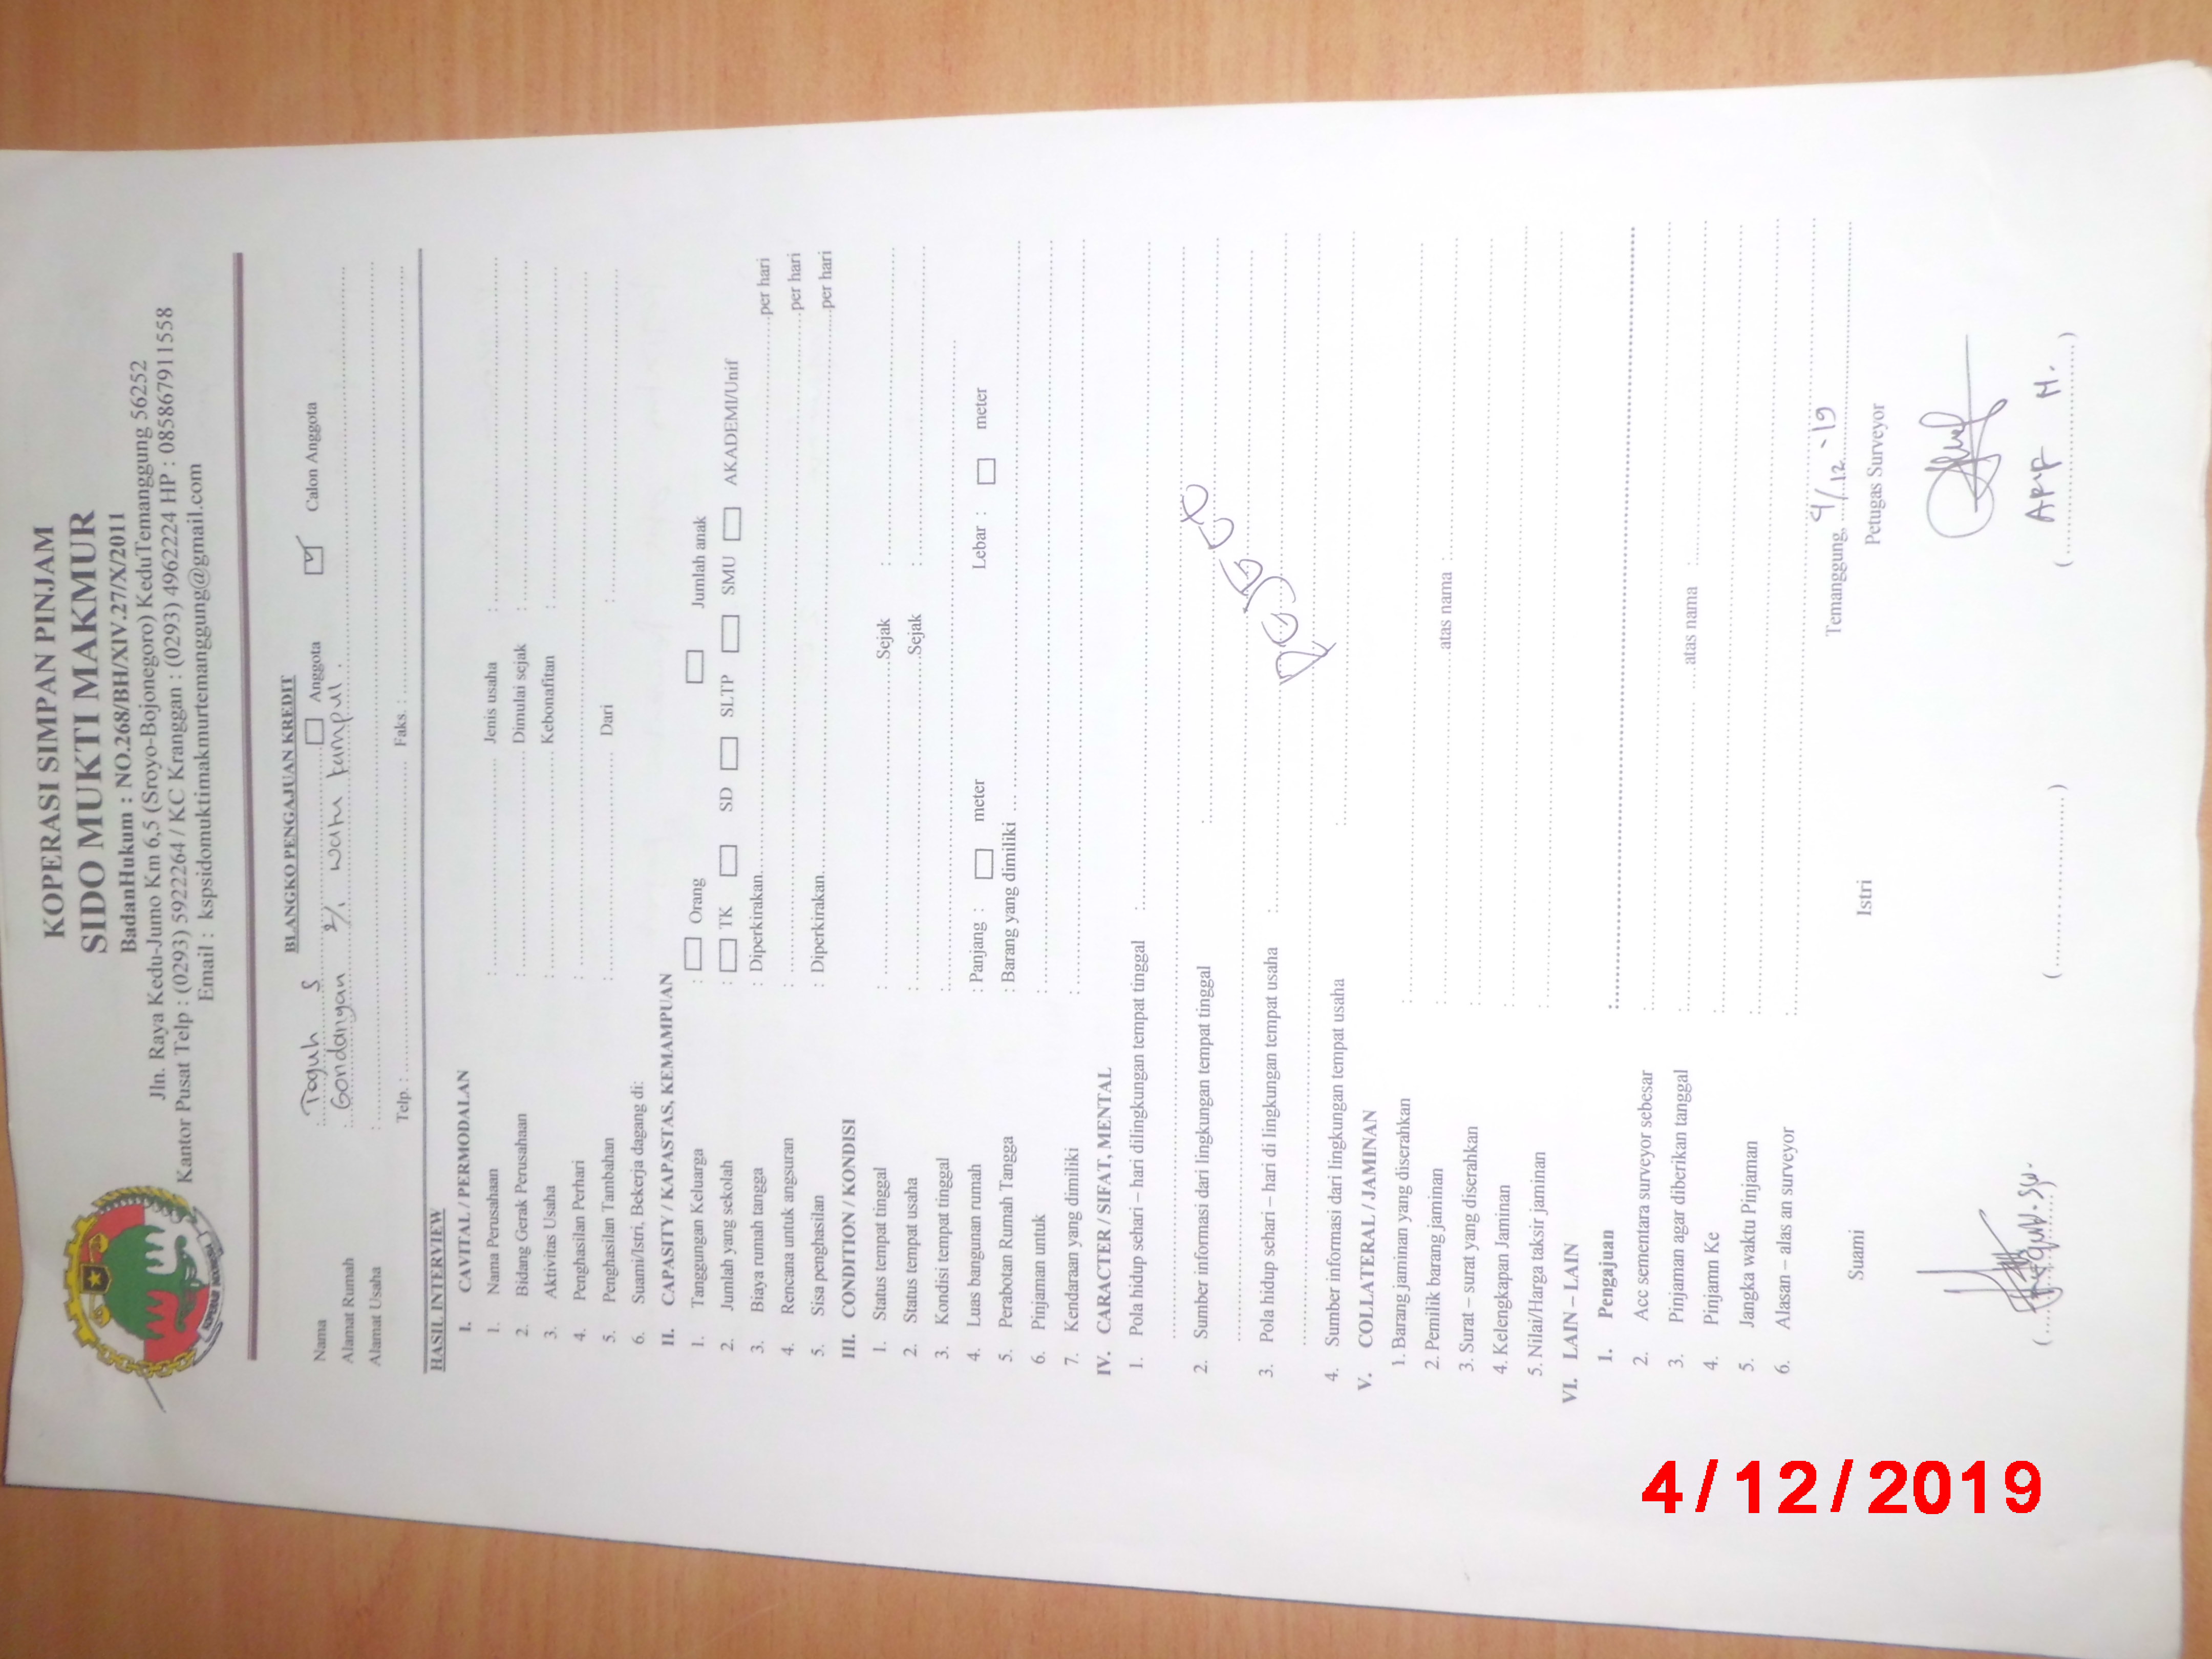 KOPERASI SIMPAN PINJAM
SIDO MUKTI MAKMUR
BadanHukum : NO.268/BH/XIV.27/X/2011
Jln. Raya Kedu-Jumo Km 6,5 (Sroyo-Bojonegoro) KeduTemanggung 56252
Kantor Pusat Telp : (0293) 5922264 / KC Kranggan : (0293) 4962224 HP : 085867911558
Email : kspsidomuktimakmurtemanggung@gmail.com
BLANGKO PENGAJUAN KREDIT
Nama : Teguh S Anggota Calon Anggota
Alamat Rumah : Gondangan 2/1
Alamat Usaha :
Telp. : Faks. :
HASIL INTERVIEW
I. CAVITAL / PERMODALAN
1. Nama Perusahaan : Jenis usaha :
2. Bidang Gerak Perusahaan : Dimulai sejak :
3. Aktivitas Usaha : Kebonafitan :
4. Penghasilan Perhari :
5. Penghasilan Tambahan : Dari :
6. Suami/Istri, Bekerja dagang di:
II. CAPASITY / KAPASTAS, KEMAMPUAN
1. Tanggungan Keluarga : Orang Jumlah anak
2. Jumlah yang sekolah : TK SD SLTP SMU AKADEMI/Unif
3. Biaya rumah tangga : Diperkirakan per hari
4. Rencana untuk angsuran : per hari
5. Sisa penghasilan : Diperkirakan per hari
III. CONDITION / KONDISI
1. Status tempat tinggal : Sejak :
2. Status tempat usaha : Sejak :
3. Kondisi tempat tinggal :
4. Luas bangunan rumah : Panjang : meter Lebar : meter
5. Perabotan Rumah Tangga : Barang yang dimiliki
6. Pinjaman untuk :
7. Kendaraan yang dimiliki :
IV. CARACTER / SIFAT, MENTAL
1. Pola hidup sehari – hari dilingkungan tempat tinggal :
2. Sumber informasi dari lingkungan tempat tinggal :
3. Pola hidup sehari – hari di lingkungan tempat usaha :
4. Sumber informasi dari lingkungan tempat usaha :
V. COLLATERAL / JAMINAN
1. Barang jaminan yang diserahkan :
2. Pemilik barang jaminan : atas nama :
3. Surat – surat yang diserahkan :
4. Kelengkapan Jaminan :
5. Nilai/Harga taksir jaminan :
VI. LAIN – LAIN
1. Pengajuan :
2. Acc sementara surveyor sebesar :
3. Pinjaman agar diberikan tanggal : atas nama :
4. Pinjamn Ke :
5. Jangka waktu Pinjaman :
6. Alasan – alas an surveyor :
Temanggung, 4/12 - 19
Suami Istri Petugas Surveyor
( ) ( ) ( )
4/12/2019